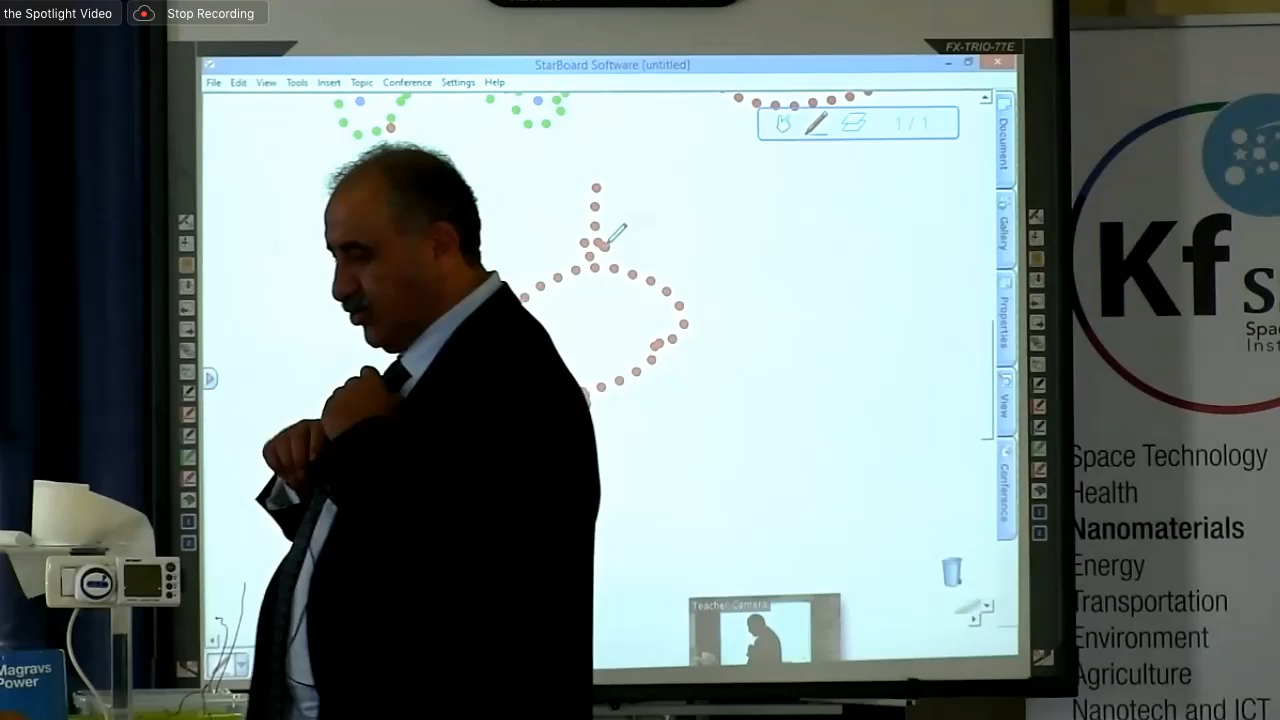 the Spotlight Video
Stop Recording
FX-TRIO-77E
StarBoard Software [untitled]
File Edit View Tools Insert Topic Conference Settings Help
1 / 1
Document
Gallery
Properties
View
Conference
Teacher Camera
Kf s
Spac
Inst
Space Technology
Health
Nanomaterials
Energy
Transportation
Environment
Agriculture
Nanotech and ICT
Magravs
Power